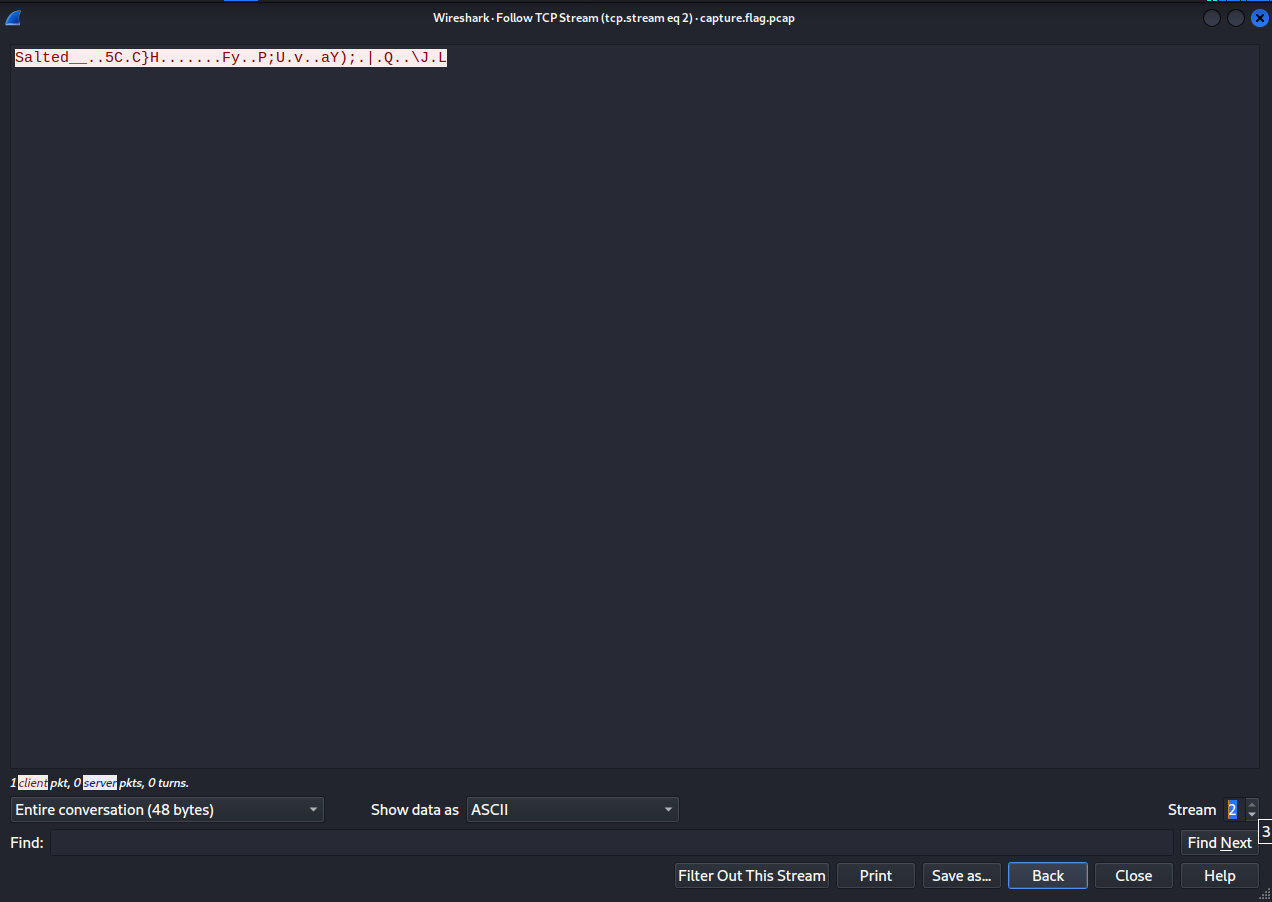 Wireshark · Follow TCP Stream (tcp.stream eq 2) · capture.flag.pcap
Salted__..5C.C}H.......Fy..P;U.v..aY);.|.Q..\J.L
1 client pkt, 0 server pkts, 0 turns.
Entire conversation (48 bytes) Show data as ASCII Stream 2
3
Find: Find Next
Filter Out This Stream Print Save as... Back Close Help